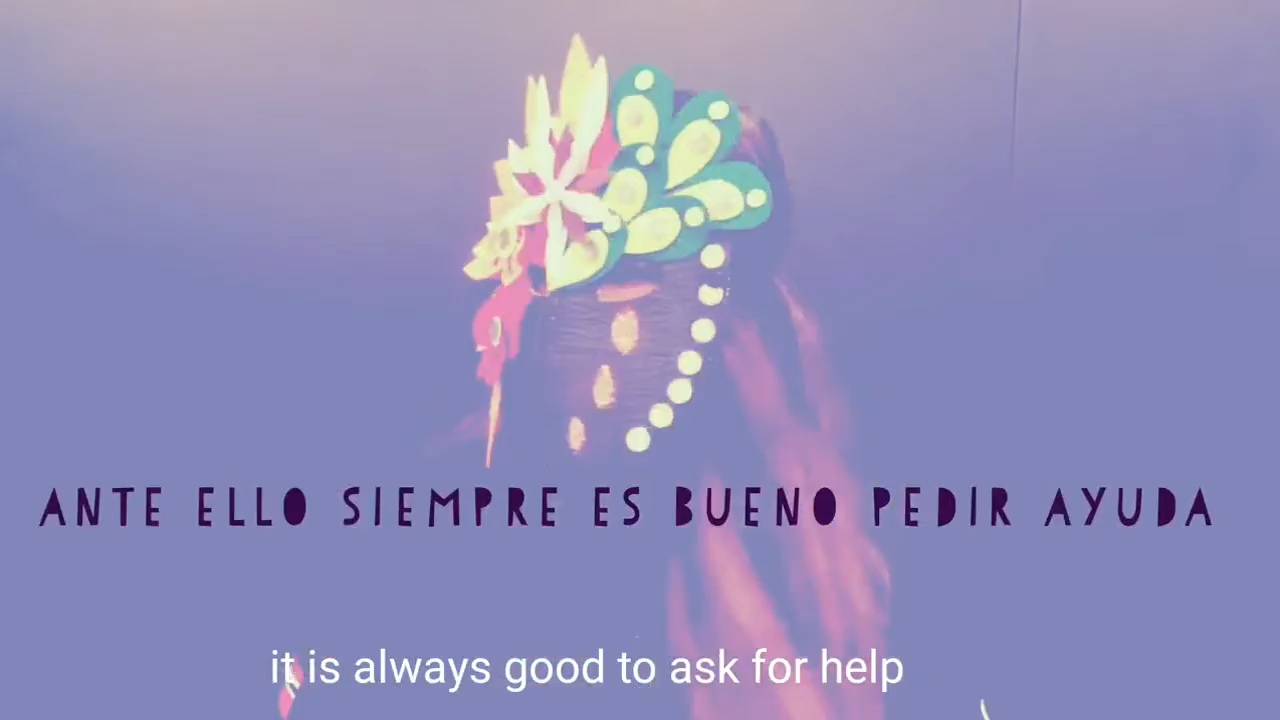 ANTE ELLO SIEMPRE ES BUENO PEDIR AYUDA
it is always good to ask for help